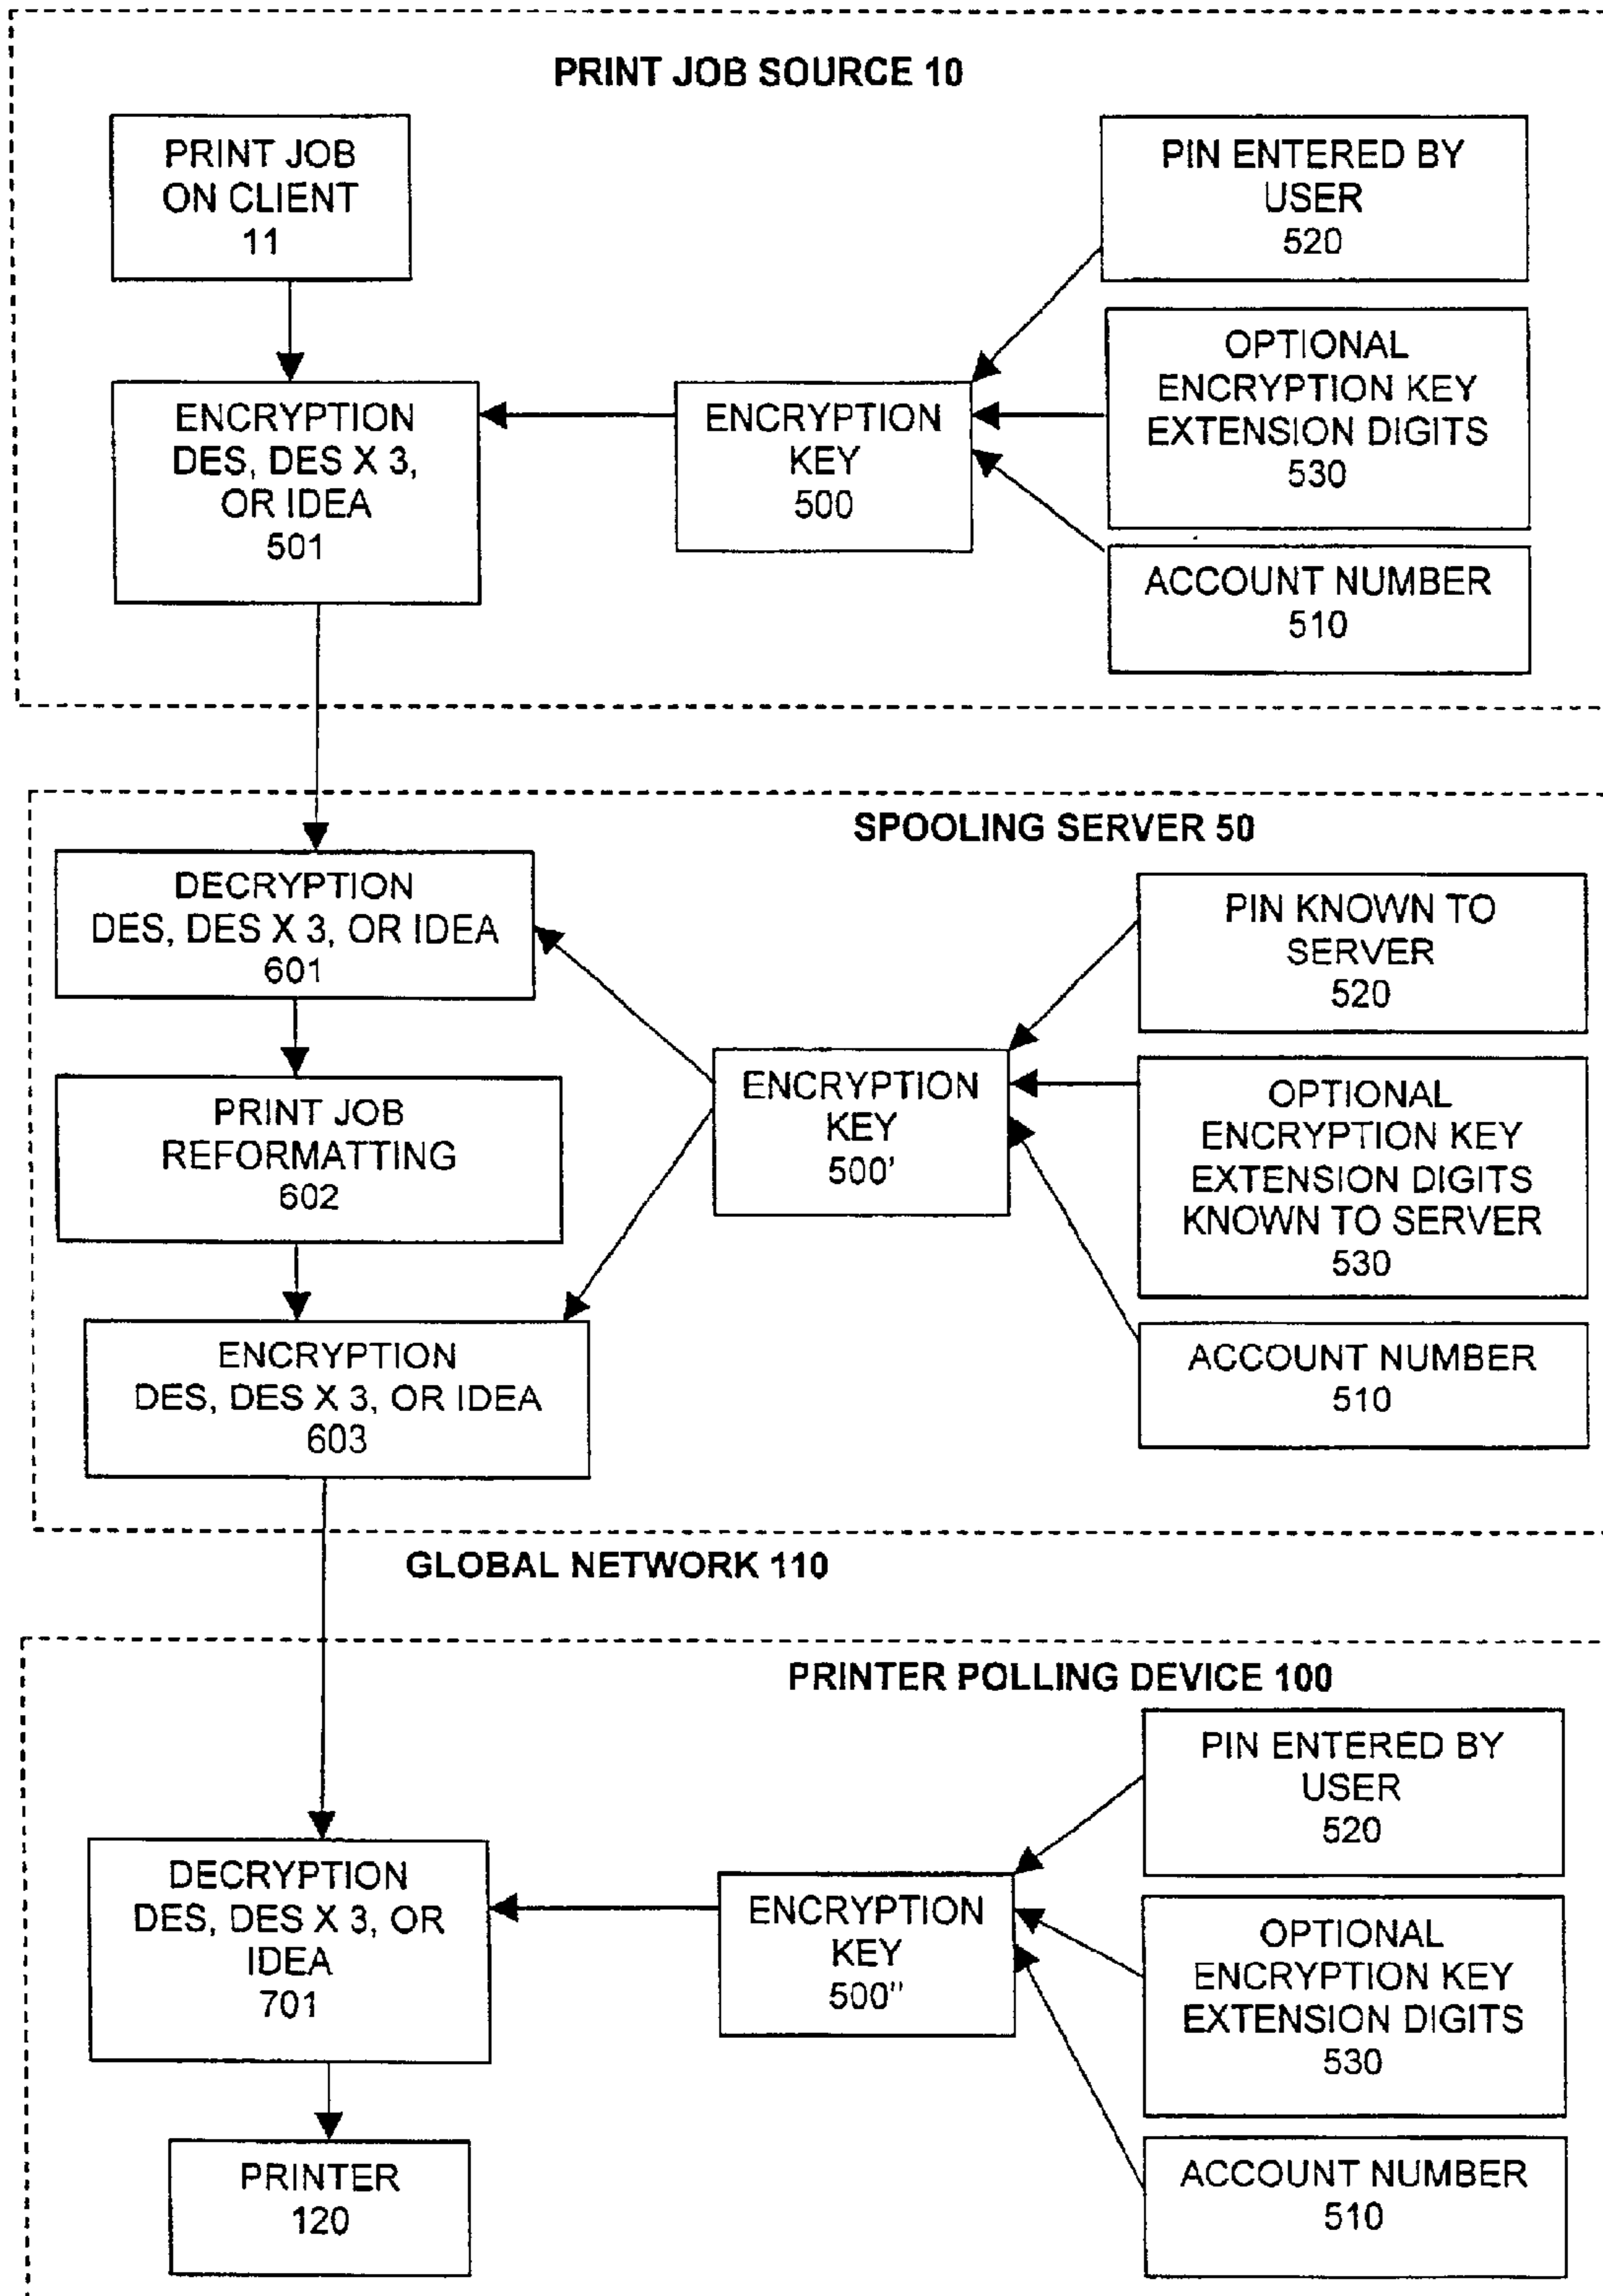 PRINT JOB SOURCE 10
PRINT JOB
ON CLIENT
11
PIN ENTERED BY
USER
520
OPTIONAL
ENCRYPTION KEY
EXTENSION DIGITS
530
ENCRYPTION
DES, DES X 3,
OR IDEA
501
ENCRYPTION
KEY
500
ACCOUNT NUMBER
510
SPOOLING SERVER 50
DECRYPTION
DES, DES X 3, OR IDEA
601
PIN KNOWN TO
SERVER
520
PRINT JOB
REFORMATTING
602
ENCRYPTION
KEY
500'
OPTIONAL
ENCRYPTION KEY
EXTENSION DIGITS
KNOWN TO SERVER
530
ENCRYPTION
DES, DES X 3, OR IDEA
603
ACCOUNT NUMBER
510
GLOBAL NETWORK 110
PRINTER POLLING DEVICE 100
PIN ENTERED BY
USER
520
DECRYPTION
DES, DES X 3, OR
IDEA
701
ENCRYPTION
KEY
500"
OPTIONAL
ENCRYPTION KEY
EXTENSION DIGITS
530
PRINTER
120
ACCOUNT NUMBER
510